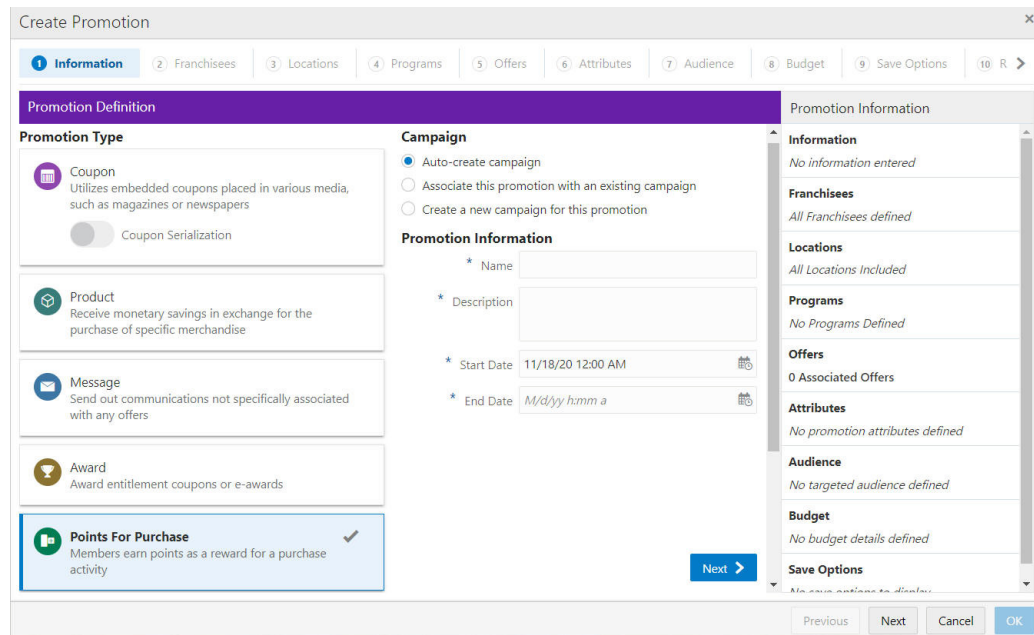 Create Promotion
1 Information
2 Franchisees
3 Locations
4 Programs
5 Offers
6 Attributes
7 Audience
8 Budget
9 Save Options
10 R
Promotion Definition
Promotion Type
Coupon
Utilizes embedded coupons placed in various media,
such as magazines or newspapers
Coupon Serialization
Product
Receive monetary savings in exchange for the
purchase of specific merchandise
Message
Send out communications not specifically associated
with any offers
Award
Award entitlement coupons or e-awards
Points For Purchase
Members earn points as a reward for a purchase
activity
Campaign
Auto-create campaign
Associate this promotion with an existing campaign
Create a new campaign for this promotion
Promotion Information
* Name
* Description
* Start Date 11/18/20 12:00 AM
* End Date M/d/yy h:mm a
Next
Promotion Information
Information
No information entered
Franchisees
All Franchisees defined
Locations
All Locations Included
Programs
No Programs Defined
Offers
0 Associated Offers
Attributes
No promotion attributes defined
Audience
No targeted audience defined
Budget
No budget details defined
Save Options
No save options to display
Previous
Next
Cancel
OK